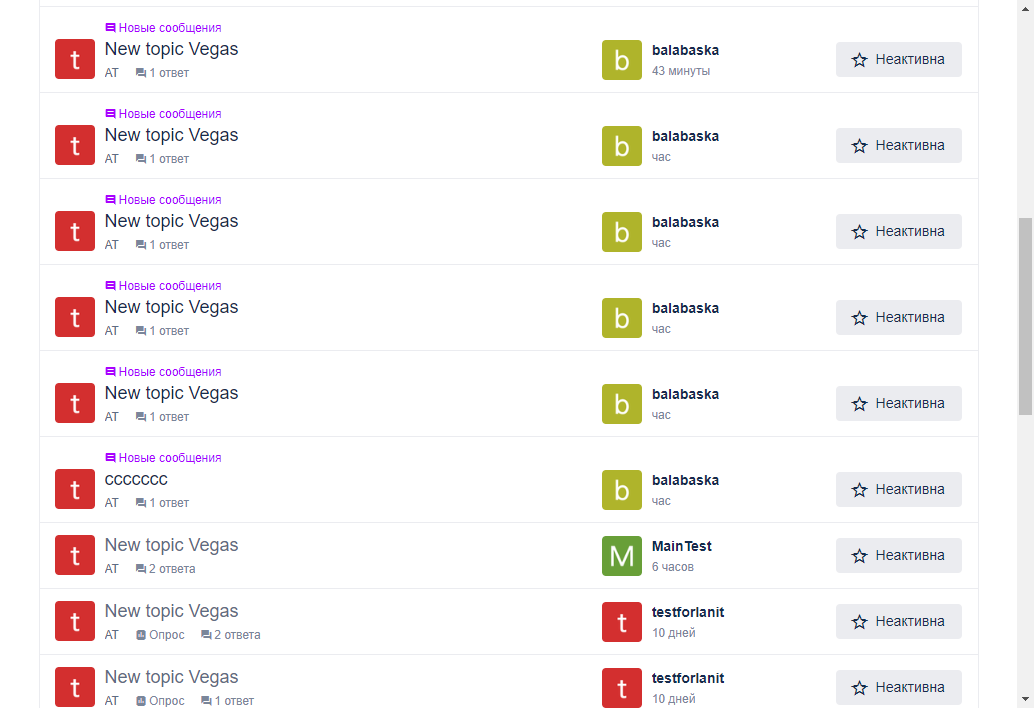 Новые сообщения
t New topic Vegas b balabaska Неактивна
AT 1 ответ 43 минуты
Новые сообщения
t New topic Vegas b balabaska Неактивна
AT 1 ответ час
Новые сообщения
t New topic Vegas b balabaska Неактивна
AT 1 ответ час
Новые сообщения
t New topic Vegas b balabaska Неактивна
AT 1 ответ час
Новые сообщения
t New topic Vegas b balabaska Неактивна
AT 1 ответ час
Новые сообщения
t CCCCCCC b balabaska Неактивна
AT 1 ответ час
t New topic Vegas M MainTest Неактивна
AT 2 ответа 6 часов
t New topic Vegas t testforlanit Неактивна
AT Опрос 2 ответа 10 дней
t New topic Vegas t testforlanit Неактивна
AT Опрос 1 ответ 10 дней